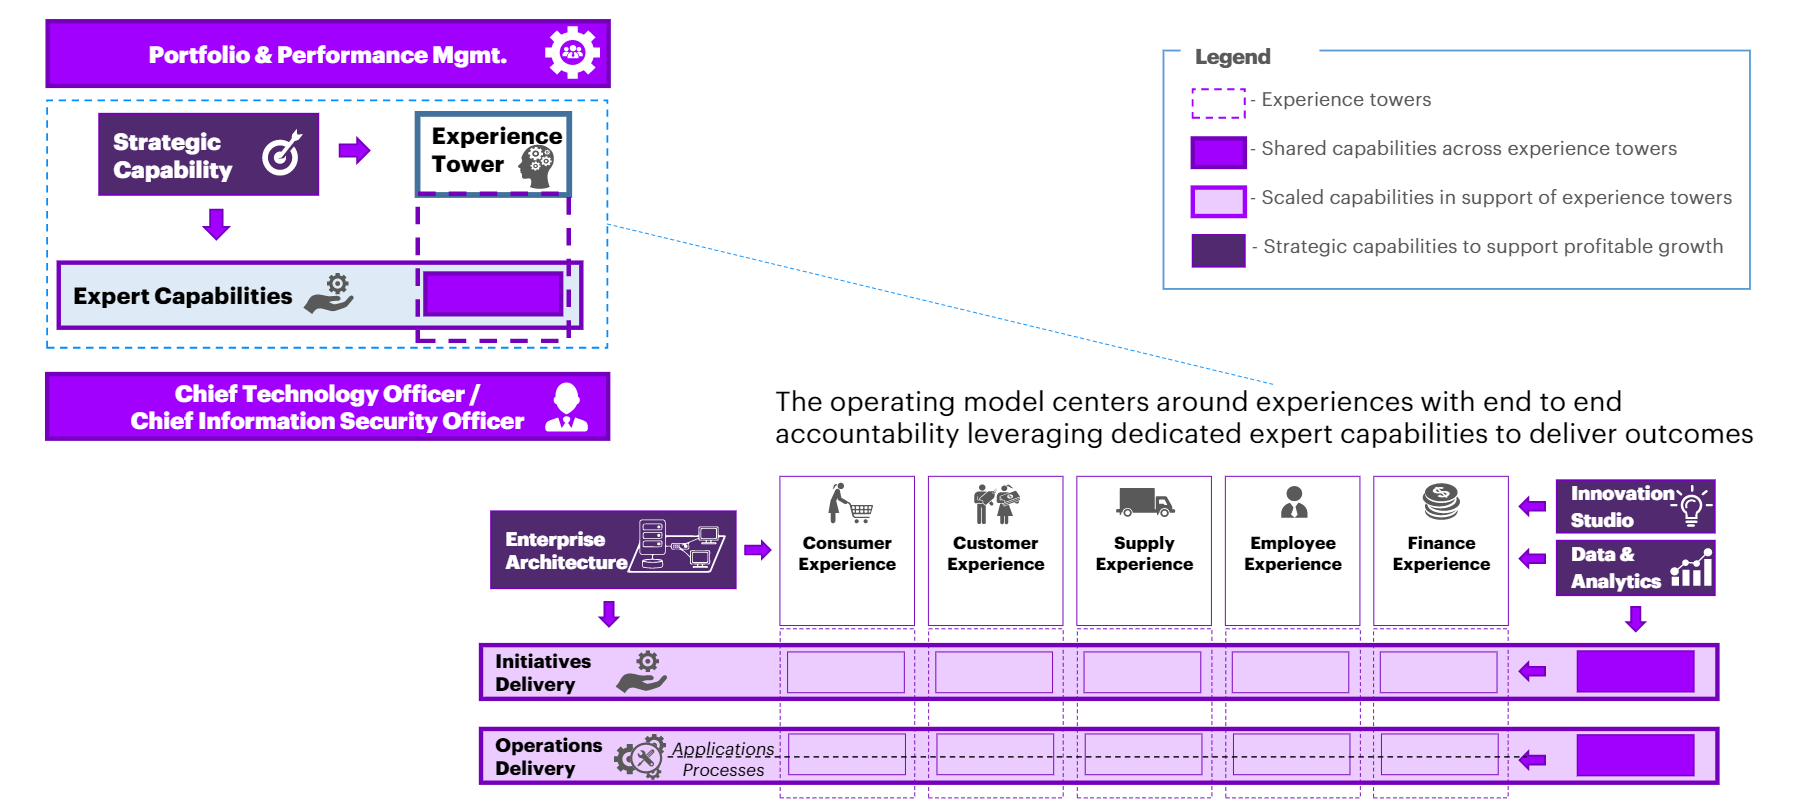 Portfolio & Performance Mgmt.
Strategic
Capability
Experience
Tower
Expert Capabilities
Chief Technology Officer /
Chief Information Security Officer
Legend
- Experience towers
- Shared capabilities across experience towers
- Scaled capabilities in support of experience towers
- Strategic capabilities to support profitable growth
The operating model centers around experiences with end to end
accountability leveraging dedicated expert capabilities to deliver outcomes
Enterprise
Architecture
Consumer
Experience
Customer
Experience
Supply
Experience
Employee
Experience
Finance
Experience
Innovation
Studio
Data &
Analytics
Initiatives
Delivery
Operations
Delivery
Applications
Processes